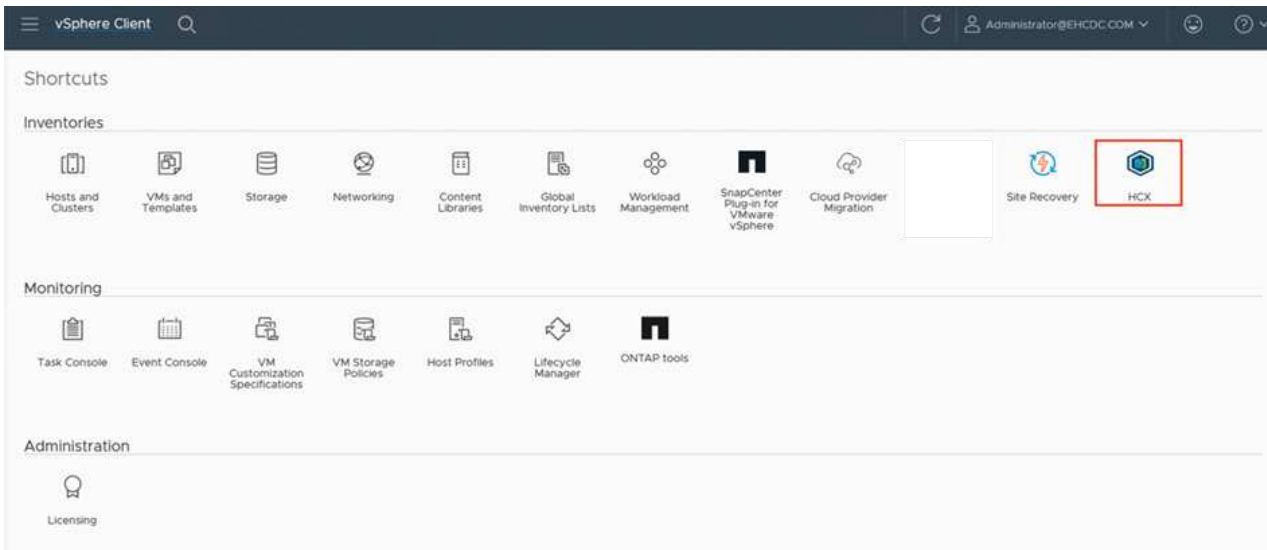 vSphere Client
Administrator@EHCDC.COM
Shortcuts
Inventories
Hosts and
Clusters
VMs and
Templates
Storage
Networking
Content
Libraries
Global
Inventory Lists
Workload
Management
SnapCenter
Plug-in for
VMware
vSphere
Cloud Provider
Migration
Site Recovery
HCX
Monitoring
Task Console
Event Console
VM
Customization
Specifications
VM Storage
Policies
Host Profiles
Lifecycle
Manager
ONTAP tools
Administration
Licensing